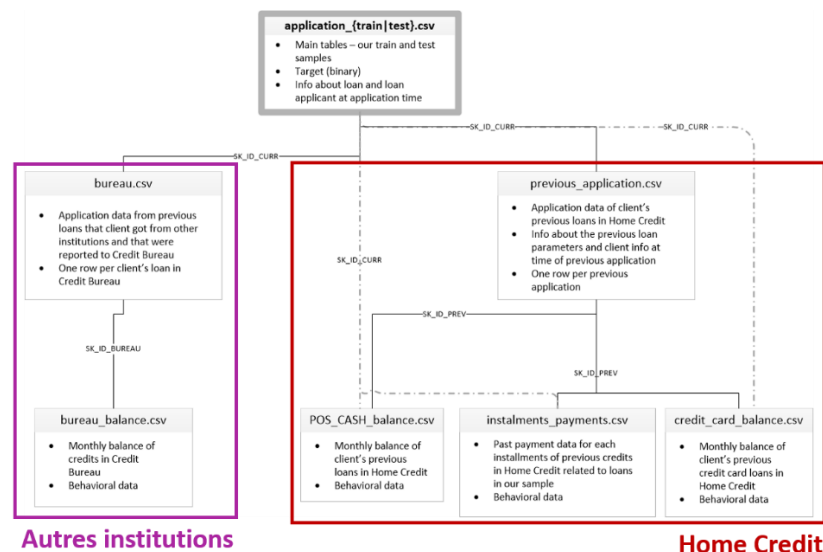 application_{train|test}.csv
• Main tables – our train and test
samples
• Target (binary)
• Info about loan and loan
applicant at application time
SK_ID_CURR
SK_ID_CURR
SK_ID_CURR
bureau.csv
• Application data from previous
loans that client got from other
institutions and that were
reported to Credit Bureau
• One row per client's loan in
Credit Bureau
previous_application.csv
• Application data of client's
previous loans in Home Credit
• Info about the previous loan
parameters and client info at
time of previous application
• One row per previous
application
SK_ID_CURR
SK_ID_PREV
SK_ID_BUREAU
SK_ID_PREV
bureau_balance.csv
• Monthly balance of
credits in Credit
Bureau
• Behavioral data
POS_CASH_balance.csv
• Monthly balance of
client's previous
loans in Home Credit
• Behavioral data
instalments_payments.csv
• Past payment data for each
installments of previous credits
in Home Credit related to loans
in our sample
• Behavioral data
credit_card_balance.csv
• Monthly balance of
client's previous
credit card loans in
Home Credit
• Behavioral data
Autres institutions
Home Credit